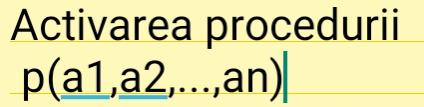 Activarea procedurii
p(a1,a2,...,an)